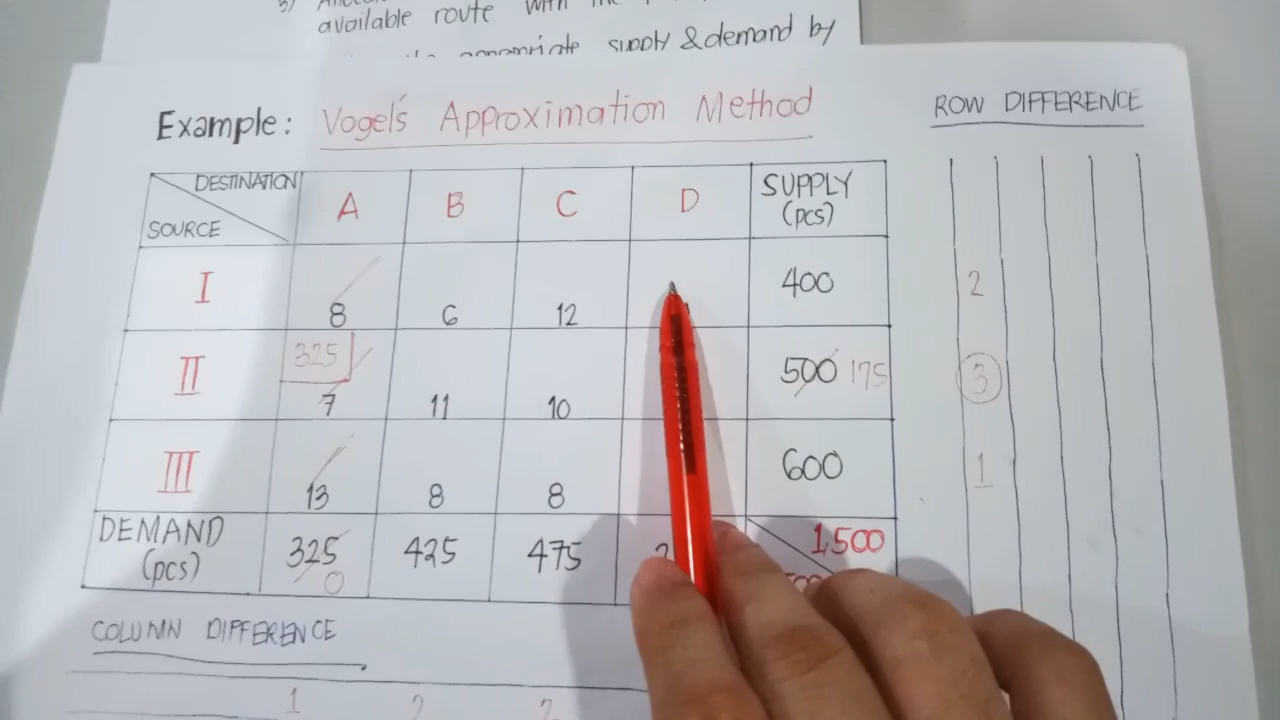 available route with the
supply & demand by
Example: Vogel's Approximation Method
ROW DIFFERENCE
DESTINATION
SOURCE
A B C D SUPPLY (pcs)
I 8 6 12 400 2
325
II 7 11 10 500 175 3
III 13 8 8 600 1
DEMAND (pcs) 325 0 425 475 1,500
COLUMN DIFFERENCE
1 2 2